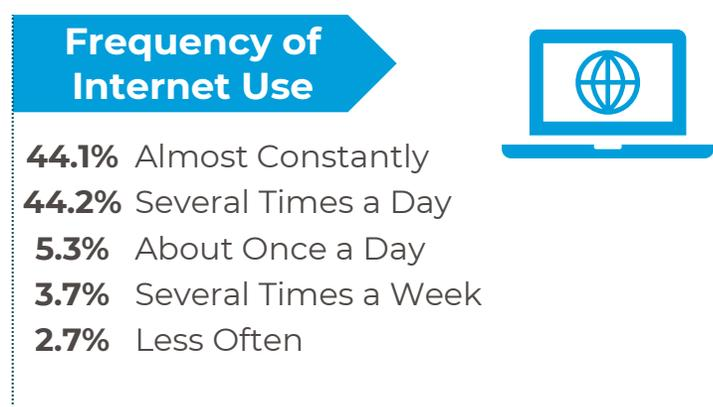 Frequency of
Internet Use
44.1% Almost Constantly
44.2% Several Times a Day
5.3% About Once a Day
3.7% Several Times a Week
2.7% Less Often